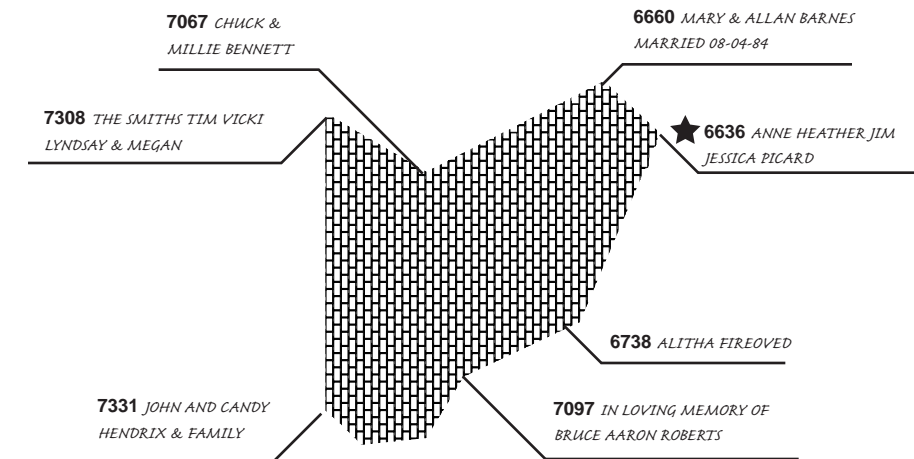 7067 CHUCK &
MILLIE BENNETT
6660 MARY & ALLAN BARNES
MARRIED 08-04-84
7308 THE SMITHS TIM VICKI
LYNDSAY & MEGAN
6636 ANNE HEATHER JIM
JESSICA PICARD
6738 ALITHA FIREOVED
7331 JOHN AND CANDY
HENDRIX & FAMILY
7097 IN LOVING MEMORY OF
BRUCE AARON ROBERTS